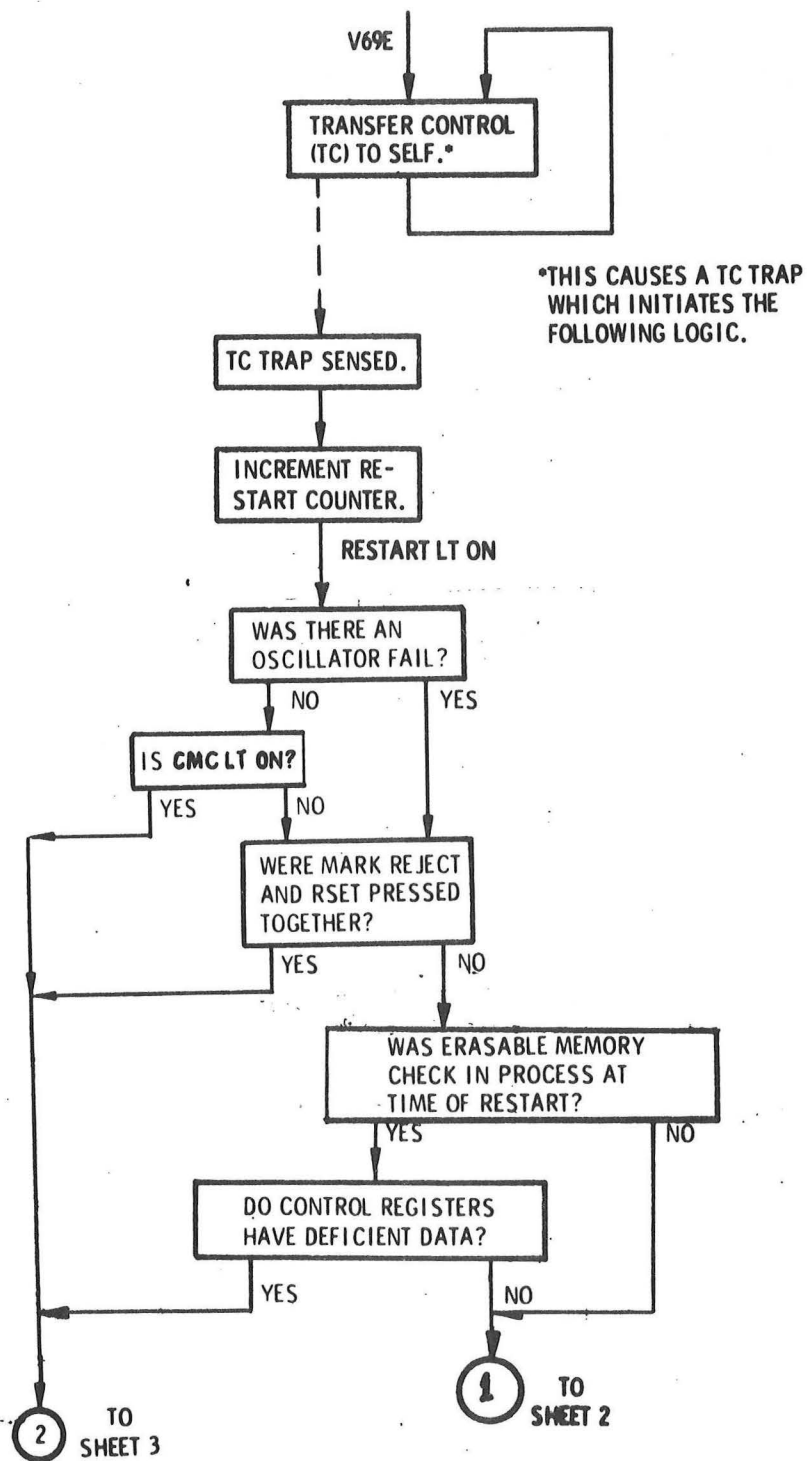 V69E
TRANSFER CONTROL
(TC) TO SELF.*
*THIS CAUSES A TC TRAP
WHICH INITIATES THE
FOLLOWING LOGIC.
TC TRAP SENSED.
INCREMENT RE-
START COUNTER.
RESTART LT ON
WAS THERE AN
OSCILLATOR FAIL?
NO
YES
IS CMC LT ON?
YES
NO
WERE MARK REJECT
AND RSET PRESSED
TOGETHER?
YES
NO
WAS ERASABLE MEMORY
CHECK IN PROCESS AT
TIME OF RESTART?
YES
NO
DO CONTROL REGISTERS
HAVE DEFICIENT DATA?
YES
NO
1
TO
SHEET 2
2
TO
SHEET 3